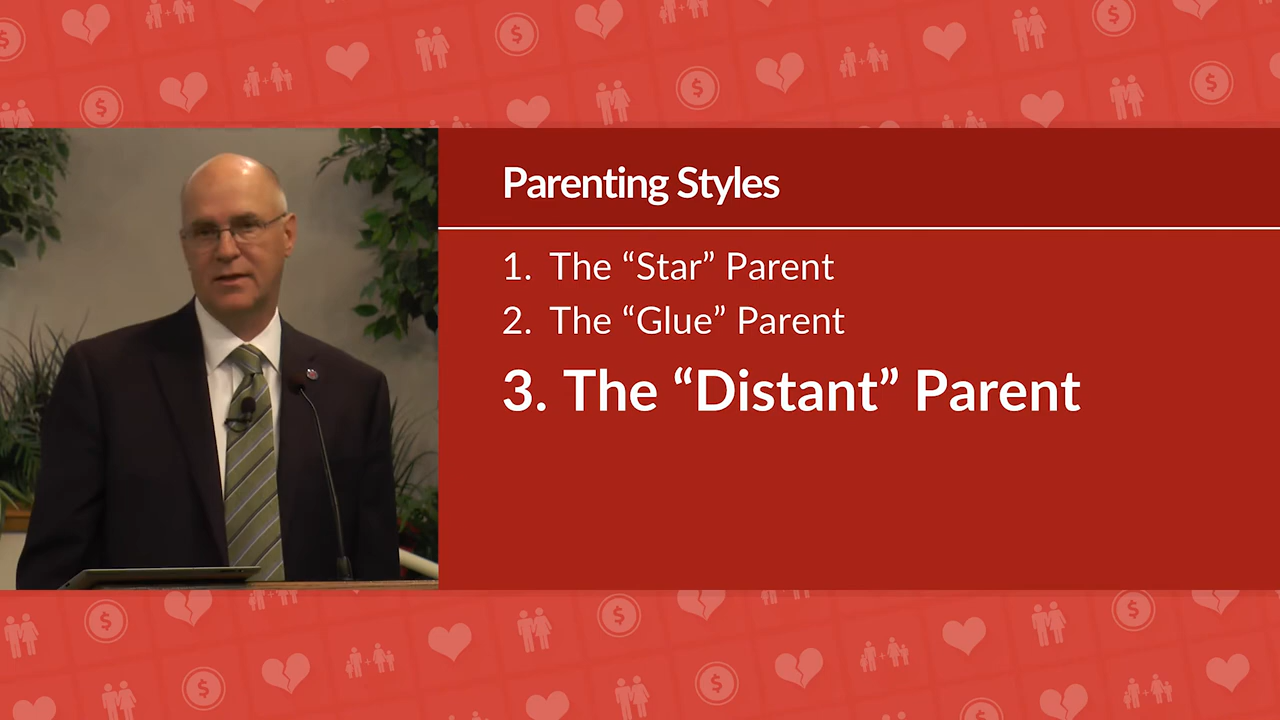 Parenting Styles
1. The “Star” Parent
2. The “Glue” Parent
3. The “Distant” Parent